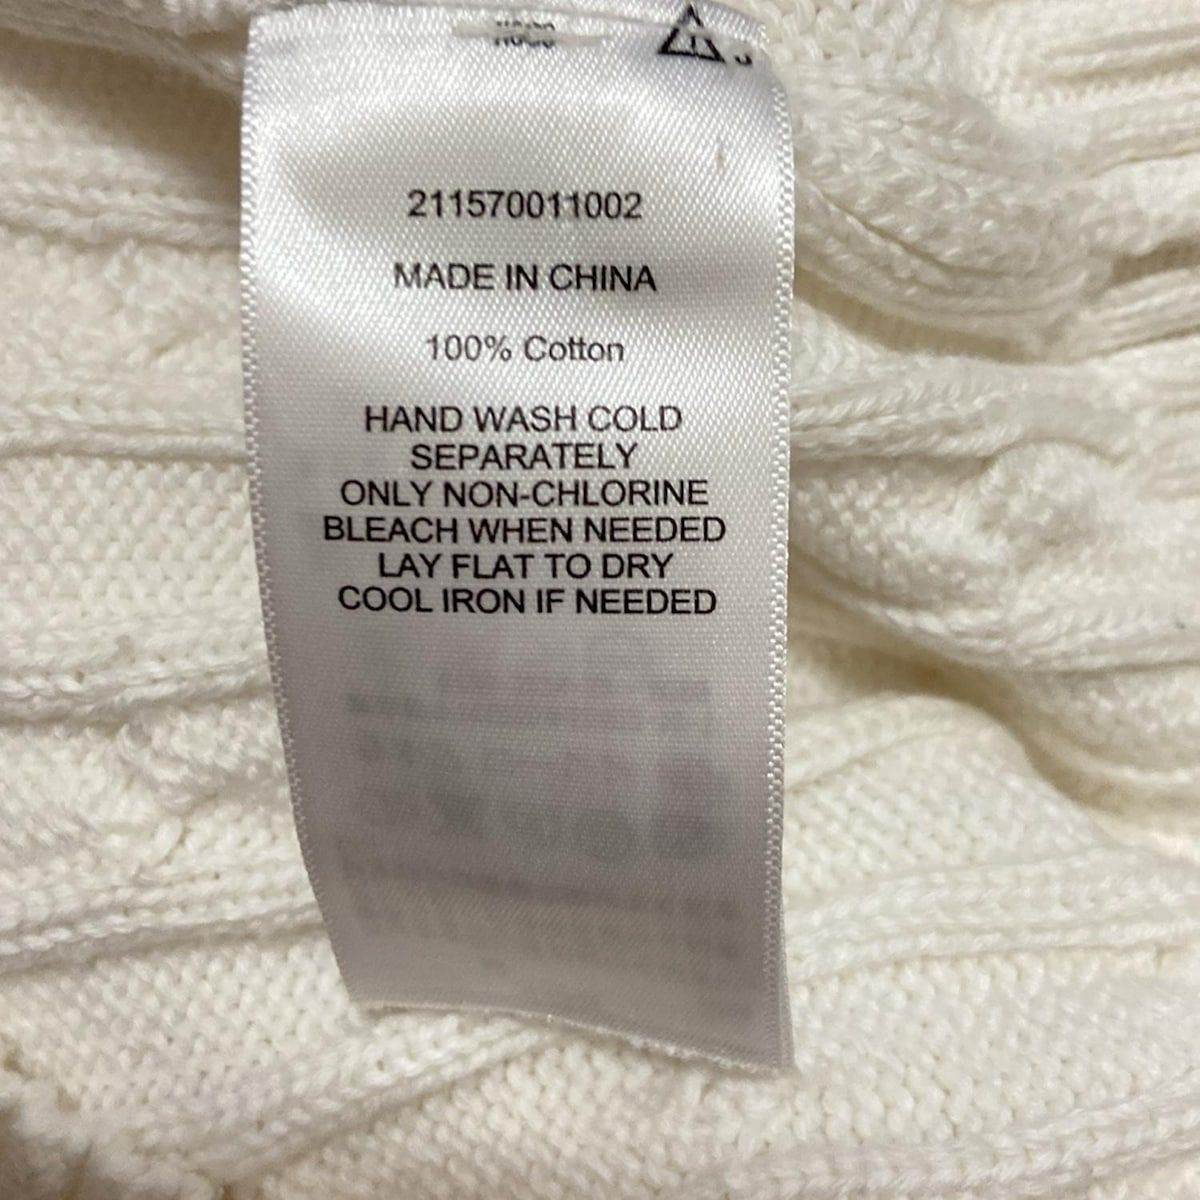 211570011002
MADE IN CHINA
100% Cotton
HAND WASH COLD
SEPARATELY
ONLY NON-CHLORINE
BLEACH WHEN NEEDED
LAY FLAT TO DRY
COOL IRON IF NEEDED